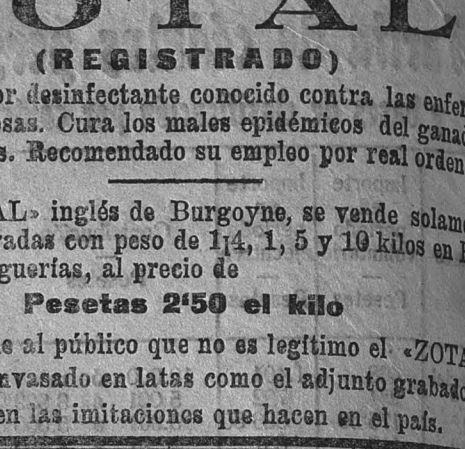 OTAL
(REGISTRADO)
or desinfectante conocido contra las enfer
osas. Cura los males epidémicos del ganad
s. Recomendado su empleo por real orden
AL» inglés de Burgoyne, se vende solame
radas con peso de 1¡4, 1, 5 y 10 kilos en
guerías, al precio de
Pesetas 2'50 el kilo
e al público que no es legítimo el «ZOTA
nvasado en latas como el adjunto grabado
en las imitaciones que hacen en el país.